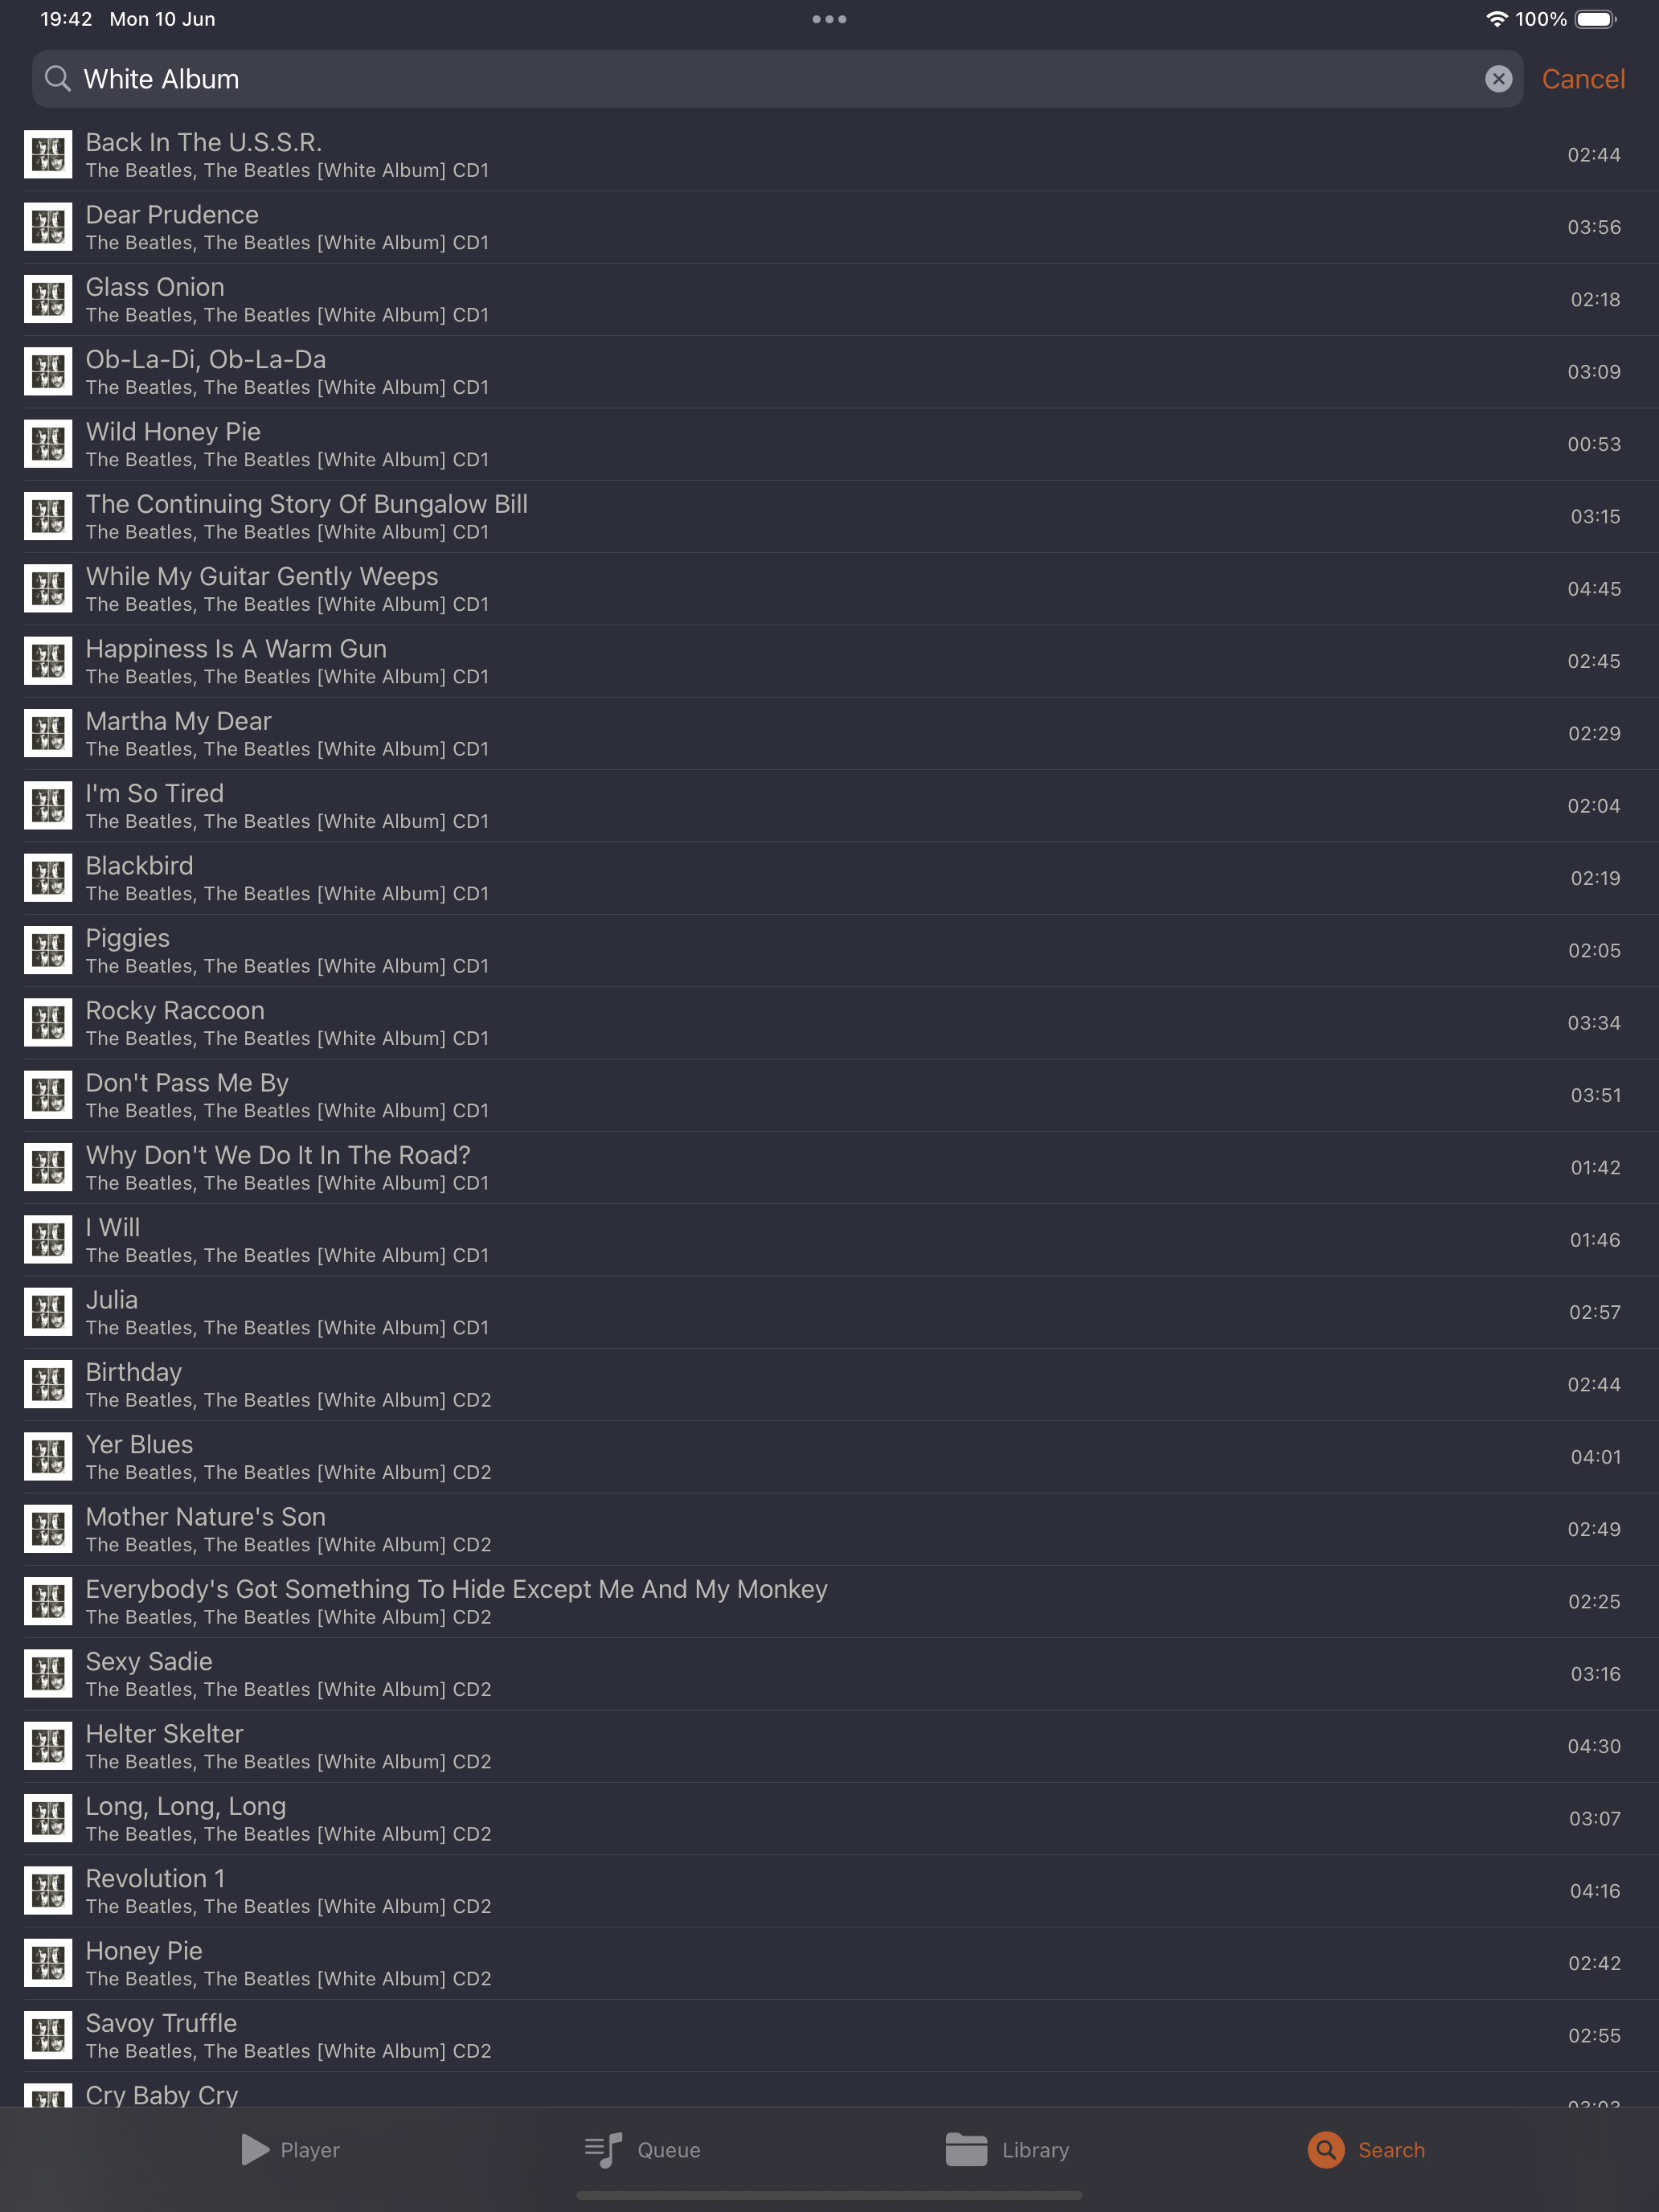 19:42 Mon 10 Jun 100%
White Album Cancel
Back In The U.S.S.R.
The Beatles, The Beatles [White Album] CD1
02:44
Dear Prudence
The Beatles, The Beatles [White Album] CD1
03:56
Glass Onion
The Beatles, The Beatles [White Album] CD1
02:18
Ob-La-Di, Ob-La-Da
The Beatles, The Beatles [White Album] CD1
03:09
Wild Honey Pie
The Beatles, The Beatles [White Album] CD1
00:53
The Continuing Story Of Bungalow Bill
The Beatles, The Beatles [White Album] CD1
03:15
While My Guitar Gently Weeps
The Beatles, The Beatles [White Album] CD1
04:45
Happiness Is A Warm Gun
The Beatles, The Beatles [White Album] CD1
02:45
Martha My Dear
The Beatles, The Beatles [White Album] CD1
02:29
I'm So Tired
The Beatles, The Beatles [White Album] CD1
02:04
Blackbird
The Beatles, The Beatles [White Album] CD1
02:19
Piggies
The Beatles, The Beatles [White Album] CD1
02:05
Rocky Raccoon
The Beatles, The Beatles [White Album] CD1
03:34
Don't Pass Me By
The Beatles, The Beatles [White Album] CD1
03:51
Why Don't We Do It In The Road?
The Beatles, The Beatles [White Album] CD1
01:42
I Will
The Beatles, The Beatles [White Album] CD1
01:46
Julia
The Beatles, The Beatles [White Album] CD1
02:57
Birthday
The Beatles, The Beatles [White Album] CD2
02:44
Yer Blues
The Beatles, The Beatles [White Album] CD2
04:01
Mother Nature's Son
The Beatles, The Beatles [White Album] CD2
02:49
Everybody's Got Something To Hide Except Me And My Monkey
The Beatles, The Beatles [White Album] CD2
02:25
Sexy Sadie
The Beatles, The Beatles [White Album] CD2
03:16
Helter Skelter
The Beatles, The Beatles [White Album] CD2
04:30
Long, Long, Long
The Beatles, The Beatles [White Album] CD2
03:07
Revolution 1
The Beatles, The Beatles [White Album] CD2
04:16
Honey Pie
The Beatles, The Beatles [White Album] CD2
02:42
Savoy Truffle
The Beatles, The Beatles [White Album] CD2
02:55
Cry Baby Cry
Player Queue Library Search